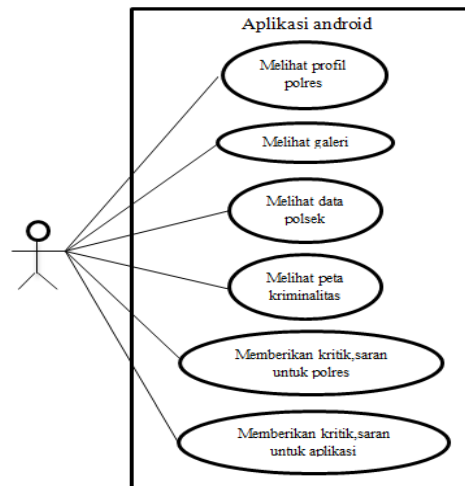 Aplikasi android
Melihat profil
polres
Melihat galeri
Melihat data
polsek
Melihat peta
kriminalitas
Memberikan kritik,saran
untuk polres
Memberikan kritik,saran
untuk aplikasi